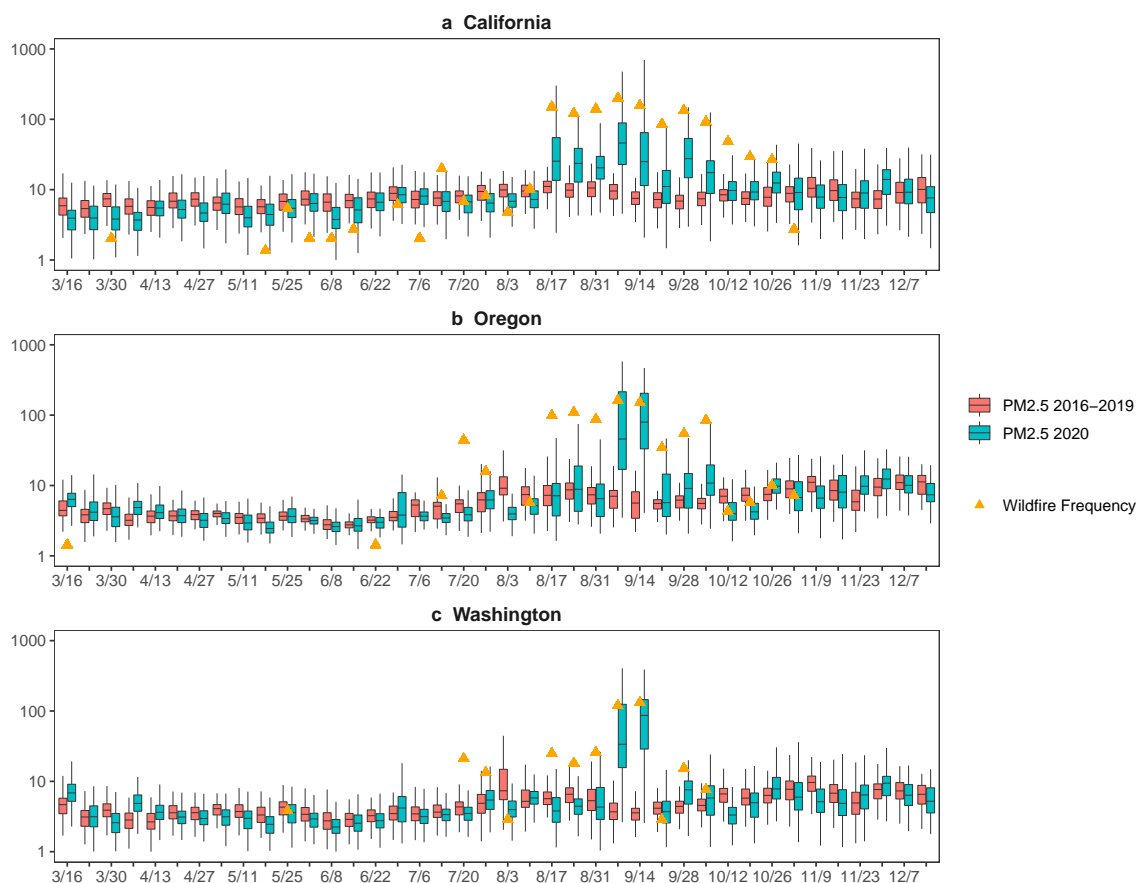 a California
1000
100
10
1
3/16 3/30 4/13 4/27 5/11 5/25 6/8 6/22 7/6 7/20 8/3 8/17 8/31 9/14 9/28 10/12 10/26 11/9 11/23 12/7
b Oregon
1000
100
10
1
3/16 3/30 4/13 4/27 5/11 5/25 6/8 6/22 7/6 7/20 8/3 8/17 8/31 9/14 9/28 10/12 10/26 11/9 11/23 12/7
PM2.5 2016−2019
PM2.5 2020
Wildfire Frequency
c Washington
1000
100
10
1
3/16 3/30 4/13 4/27 5/11 5/25 6/8 6/22 7/6 7/20 8/3 8/17 8/31 9/14 9/28 10/12 10/26 11/9 11/23 12/7